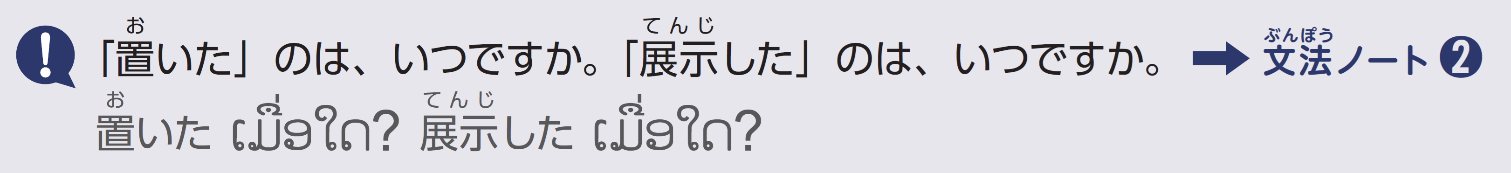 「置いた」のは、いつですか。「展示した」のは、いつですか。 ➡ 文法ノート ❷
置いた ເມື່ອໃດ? 展示した ເມື່ອໃດ?